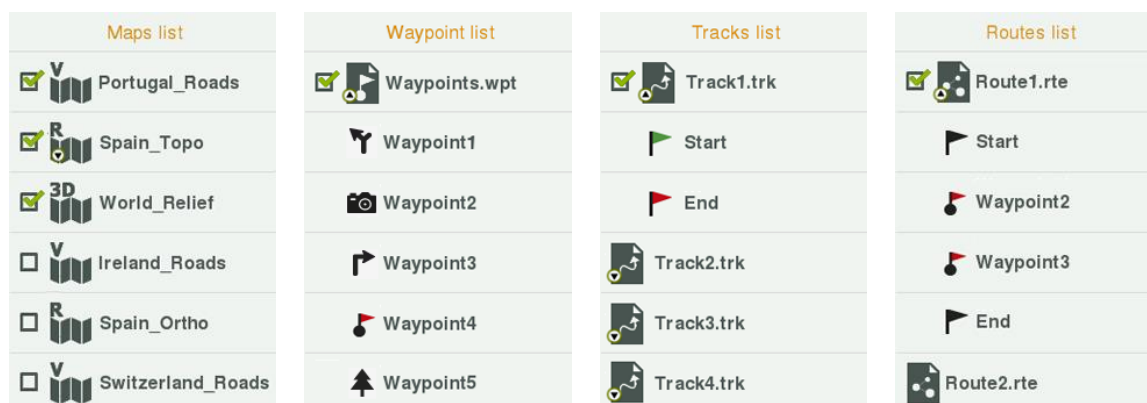 Maps list
V
Portugal_Roads
R
Spain_Topo
3D
World_Relief
V
Ireland_Roads
R
Spain_Ortho
V
Switzerland_Roads
Waypoint list
Waypoints.wpt
Waypoint1
Waypoint2
Waypoint3
Waypoint4
Waypoint5
Tracks list
Track1.trk
Start
End
Track2.trk
Track3.trk
Track4.trk
Routes list
Route1.rte
Start
Waypoint2
Waypoint3
End
Route2.rte